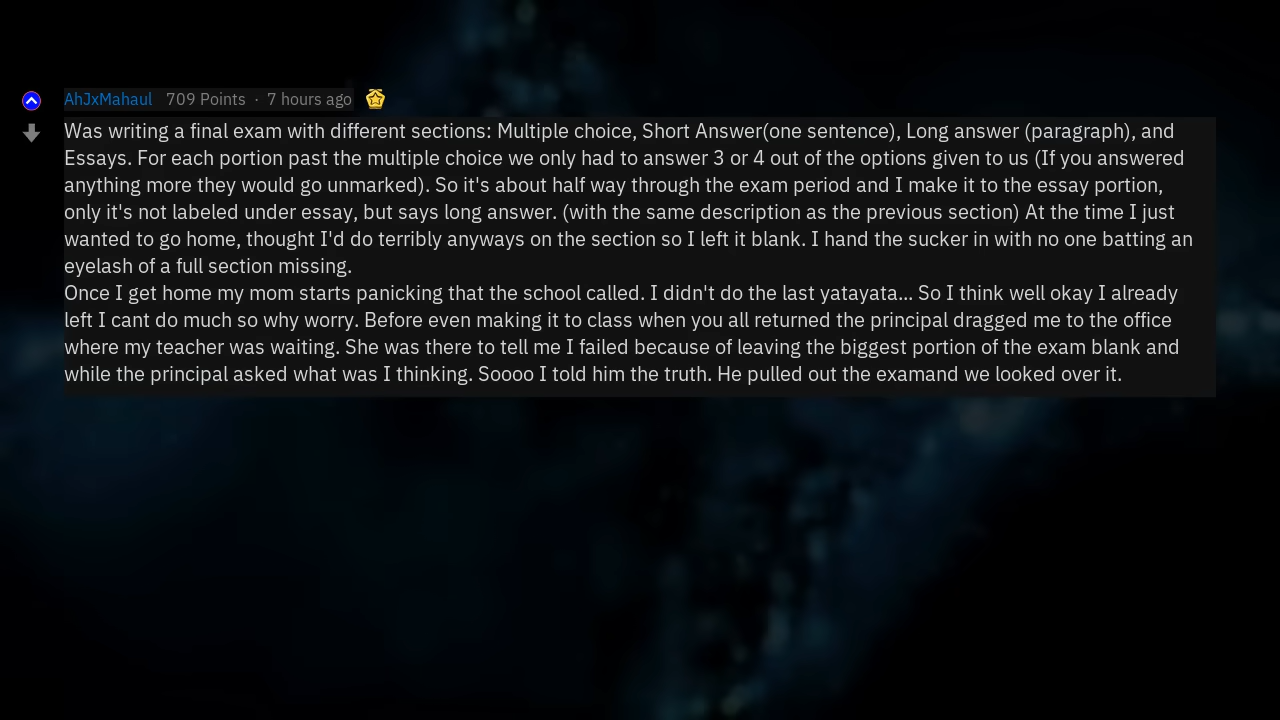 AhJxMahaul 709 Points · 7 hours ago
Was writing a final exam with different sections: Multiple choice, Short Answer(one sentence), Long answer (paragraph), and
Essays. For each portion past the multiple choice we only had to answer 3 or 4 out of the options given to us (If you answered
anything more they would go unmarked). So it's about half way through the exam period and I make it to the essay portion,
only it's not labeled under essay, but says long answer. (with the same description as the previous section) At the time I just
wanted to go home, thought I'd do terribly anyways on the section so I left it blank. I hand the sucker in with no one batting an
eyelash of a full section missing.
Once I get home my mom starts panicking that the school called. I didn't do the last yatayata... So I think well okay I already
left I cant do much so why worry. Before even making it to class when you all returned the principal dragged me to the office
where my teacher was waiting. She was there to tell me I failed because of leaving the biggest portion of the exam blank and
while the principal asked what was I thinking. Soooo I told him the truth. He pulled out the examand we looked over it.